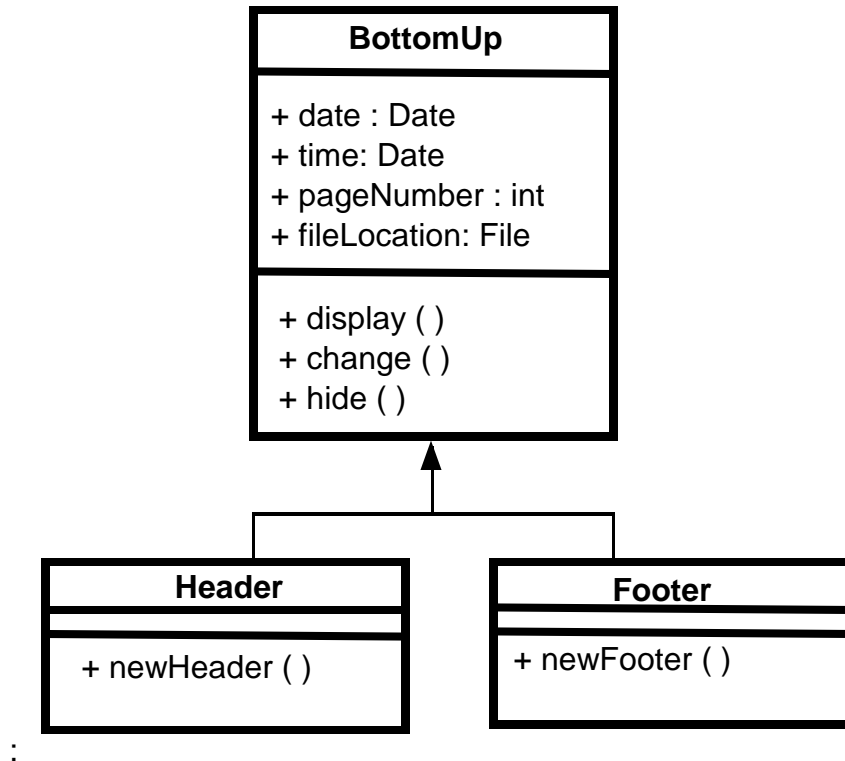 BottomUp
+ date : Date
+ time: Date
+ pageNumber : int
+ fileLocation: File
+ display ( )
+ change ( )
+ hide ( )
Header
+ newHeader ( )
Footer
+ newFooter ( )
: